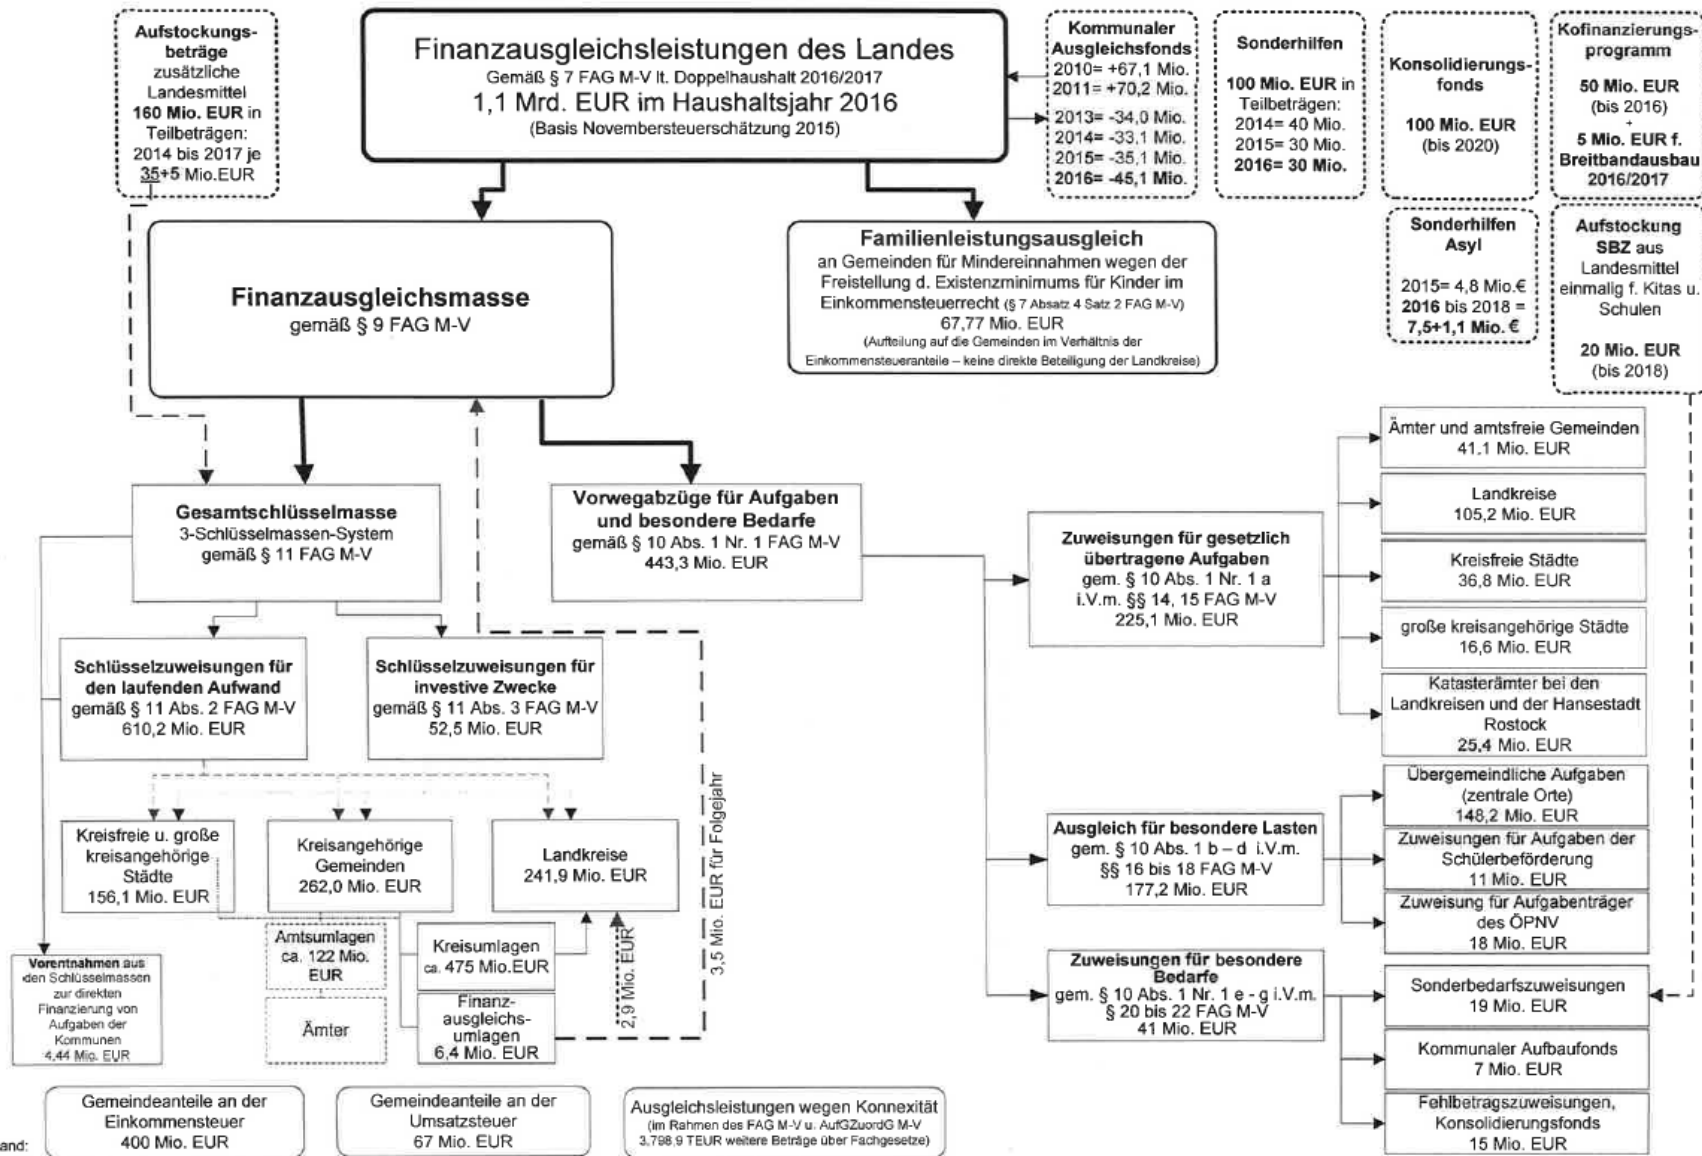 Aufstockungs-
beträge
zusätzliche
Landesmittel
160 Mio. EUR in
Teilbeträgen:
2014 bis 2017 je
35+5 Mio.EUR
Finanzausgleichsleistungen des Landes
Gemäß § 7 FAG M-V lt. Doppelhaushalt 2016/2017
1,1 Mrd. EUR im Haushaltsjahr 2016
(Basis Novembersteuerschätzung 2015)
Kommunaler
Ausgleichsfonds
2010= +67,1 Mio.
2011= +70,2 Mio.
2013= -34,0 Mio.
2014= -33,1 Mio.
2015= -35,1 Mio.
2016= -45,1 Mio.
Sonderhilfen
100 Mio. EUR in
Teilbeträgen:
2014= 40 Mio.
2015= 30 Mio.
2016= 30 Mio.
Konsolidierungs-
fonds
100 Mio. EUR
(bis 2020)
Kofinanzierungs-
programm
50 Mio. EUR
(bis 2016)
+
5 Mio. EUR f.
Breitbandausbau
2016/2017
Finanzausgleichsmasse
gemäß § 9 FAG M-V
Familienleistungsausgleich
an Gemeinden für Mindereinnahmen wegen der
Freistellung d. Existenzminimums für Kinder im
Einkommensteuerrecht (§ 7 Absatz 4 Satz 2 FAG M-V)
67,77 Mio. EUR
(Aufteilung auf die Gemeinden im Verhältnis der
Einkommensteueranteile – keine direkte Beteiligung der Landkreise)
Sonderhilfen
Asyl
2015= 4,8 Mio.€
2016 bis 2018 =
7,5+1,1 Mio. €
Aufstockung
SBZ aus
Landesmittel
einmalig f. Kitas u.
Schulen
20 Mio. EUR
(bis 2018)
Gesamtschlüsselmasse
3-Schlüsselmassen-System
gemäß § 11 FAG M-V
Vorwegabzüge für Aufgaben
und besondere Bedarfe
gemäß § 10 Abs. 1 Nr. 1 FAG M-V
443,3 Mio. EUR
Zuweisungen für gesetzlich
übertragene Aufgaben
gem. § 10 Abs. 1 Nr. 1 a
i.V.m. §§ 14, 15 FAG M-V
225,1 Mio. EUR
Ämter und amtsfreie Gemeinden
41,1 Mio. EUR
Landkreise
105,2 Mio. EUR
Kreisfreie Städte
36,8 Mio. EUR
große kreisangehörige Städte
16,6 Mio. EUR
Katasterämter bei den
Landkreisen und der Hansestadt
Rostock
25,4 Mio. EUR
Schlüsselzuweisungen für
den laufenden Aufwand
gemäß § 11 Abs. 2 FAG M-V
610,2 Mio. EUR
Schlüsselzuweisungen für
investive Zwecke
gemäß § 11 Abs. 3 FAG M-V
52,5 Mio. EUR
3,5 Mio. EUR für Folgejahr
Kreisfreie u. große
kreisangehörige
Städte
156,1 Mio. EUR
Kreisangehörige
Gemeinden
262,0 Mio. EUR
Landkreise
241,9 Mio. EUR
Ausgleich für besondere Lasten
gem. § 10 Abs. 1 b – d i.V.m.
§§ 16 bis 18 FAG M-V
177,2 Mio. EUR
Übergemeindliche Aufgaben
(zentrale Orte)
148,2 Mio. EUR
Zuweisungen für Aufgaben der
Schülerbeförderung
11 Mio. EUR
Zuweisung für Aufgabenträger
des ÖPNV
18 Mio. EUR
Vorentnahmen aus
den Schlüsselmassen
zur direkten
Finanzierung von
Aufgaben der
Kommunen
4,44 Mio. EUR
Amtsumlagen
ca. 122 Mio.
EUR
Ämter
Kreisumlagen
ca. 475 Mio.EUR
Finanz-
ausgleichs-
umlagen
6,4 Mio. EUR
2,9 Mio. EUR
Zuweisungen für besondere
Bedarfe
gem. § 10 Abs. 1 Nr. 1 e - g i.V.m.
§ 20 bis 22 FAG M-V
41 Mio. EUR
Sonderbedarfszuweisungen
19 Mio. EUR
Kommunaler Aufbaufonds
7 Mio. EUR
Fehlbetragszuweisungen,
Konsolidierungsfonds
15 Mio. EUR
Gemeindeanteile an der
Einkommensteuer
400 Mio. EUR
Gemeindeanteile an der
Umsatzsteuer
67 Mio. EUR
Ausgleichsleistungen wegen Konnexität
(im Rahmen des FAG M-V u. AufGZuordG M-V
3.798,9 TEUR weitere Beträge über Fachgesetze)
and: